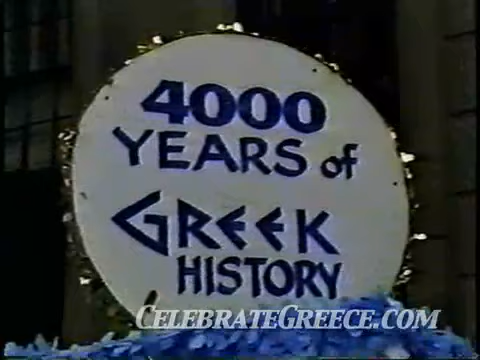 4000
YEARS of
GREEK
HISTORY
CELEBRATEGREECE.COM